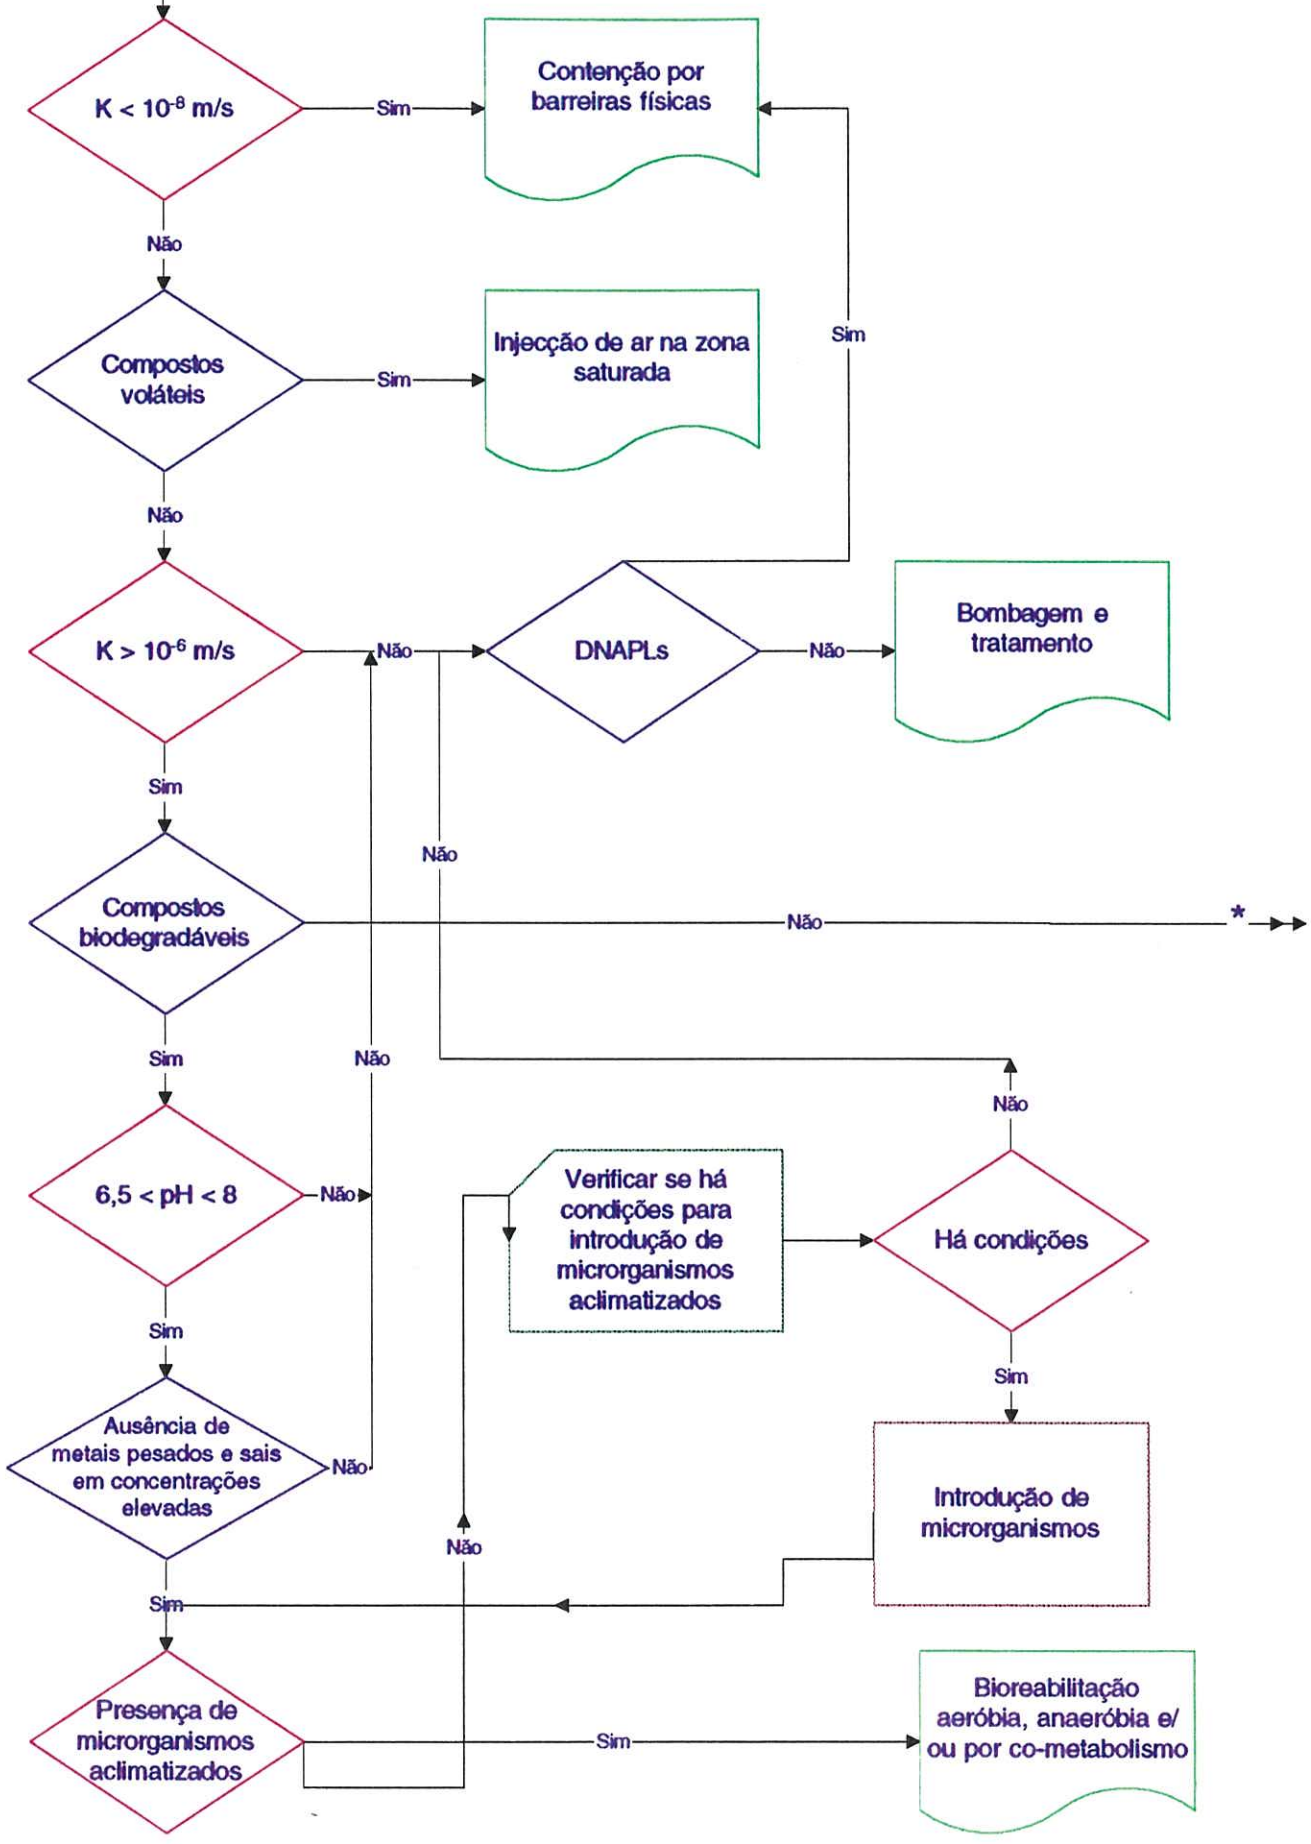 K < 10⁻⁸ m/s
Sim
Contenção por
barreiras físicas
Não
Compostos
voláteis
Sim
Injecção de ar na zona
saturada
Sim
Não
K > 10⁻⁶ m/s
Não
DNAPLs
Não
Bombagem e
tratamento
Sim
Não
Compostos
biodegradáveis
Não
*
Sim
Não
Não
6,5 < pH < 8
Não
Verificar se há
condições para
introdução de
microrganismos
aclimatizados
Há condições
Sim
Sim
Ausência de
metais pesados e sais
em concentrações
elevadas
Não
Introdução de
microrganismos
Não
Sim
Presença de
microrganismos
aclimatizados
Sim
Bioreabilitação
aeróbia, anaeróbia e/
ou por co-metabolismo